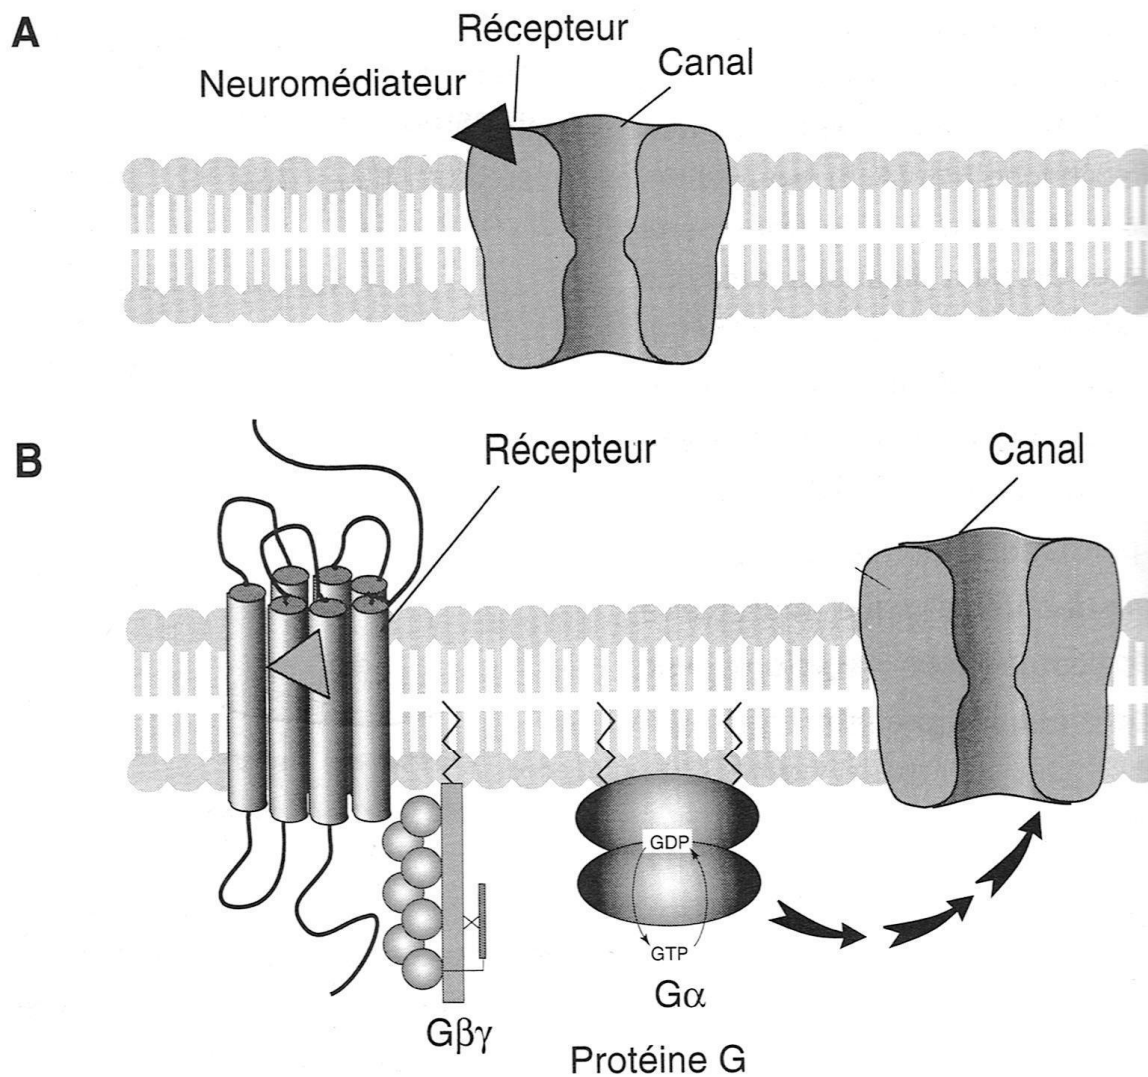 A
Récepteur
Neuromédiateur
Canal
B
Récepteur
Canal
GDP
GTP
Gα
Gβγ
Protéine G